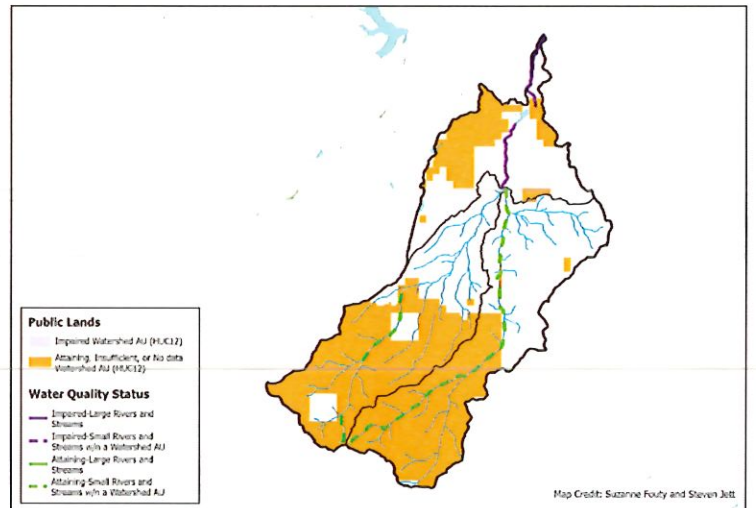 Public Lands
Impaired Watershed AU (HUC12)
Attaining, Insufficient, or No data
Watershed AU (HUC12)
Water Quality Status
Impaired-Large Rivers and
Streams
Impaired-Small Rivers and
Streams w/n a Watershed AU
Attaining-Large Rivers and
Streams
Attaining-Small Rivers and
Streams w/n a Watershed AU
Map Credit: Suzanne Fouty and Steven Jett